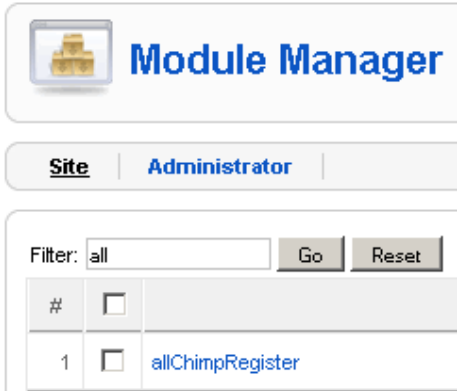 Module Manager
Site Administrator
Filter: all Go Reset
#
1 allChimpRegister